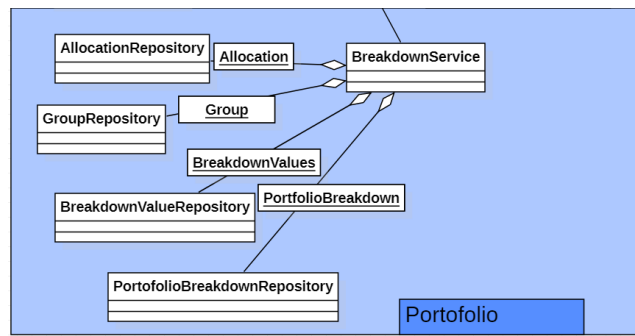 AllocationRepository
Allocation
BreakdownService
GroupRepository
Group
BreakdownValues
BreakdownValueRepository
PortfolioBreakdown
PortofolioBreakdownRepository
Portofolio